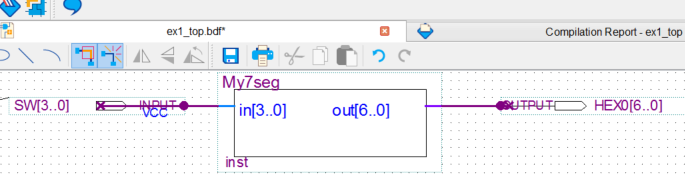 ex1_top.bdf*
Compilation Report - ex1_top
My7seg
SW[3..0] INPUT in[3..0] out[6..0] OUTPUT HEX0[6..0]
VCC
inst